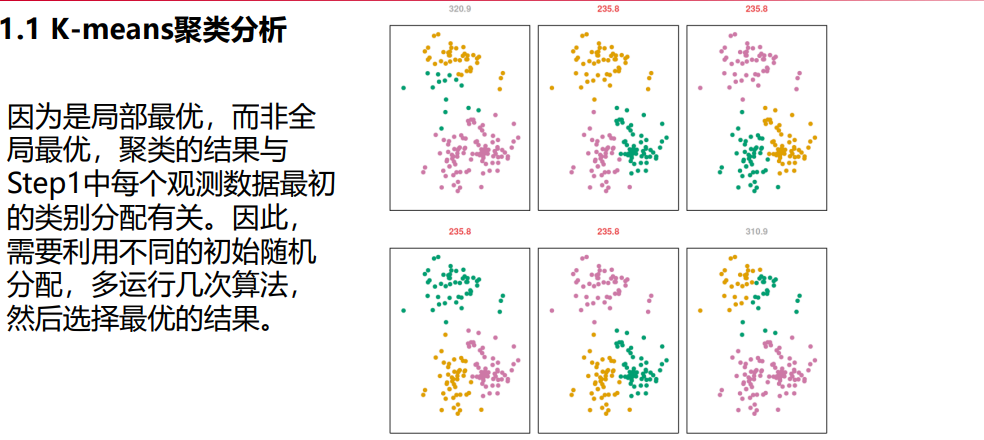 1.1 K-means聚类分析
因为是局部最优，而非全
局最优，聚类的结果与
Step1中每个观测数据最初
的类别分配有关。因此，
需要利用不同的初始随机
分配，多运行几次算法，
然后选择最优的结果。
320.9
235.8
235.8
235.8
235.8
310.9